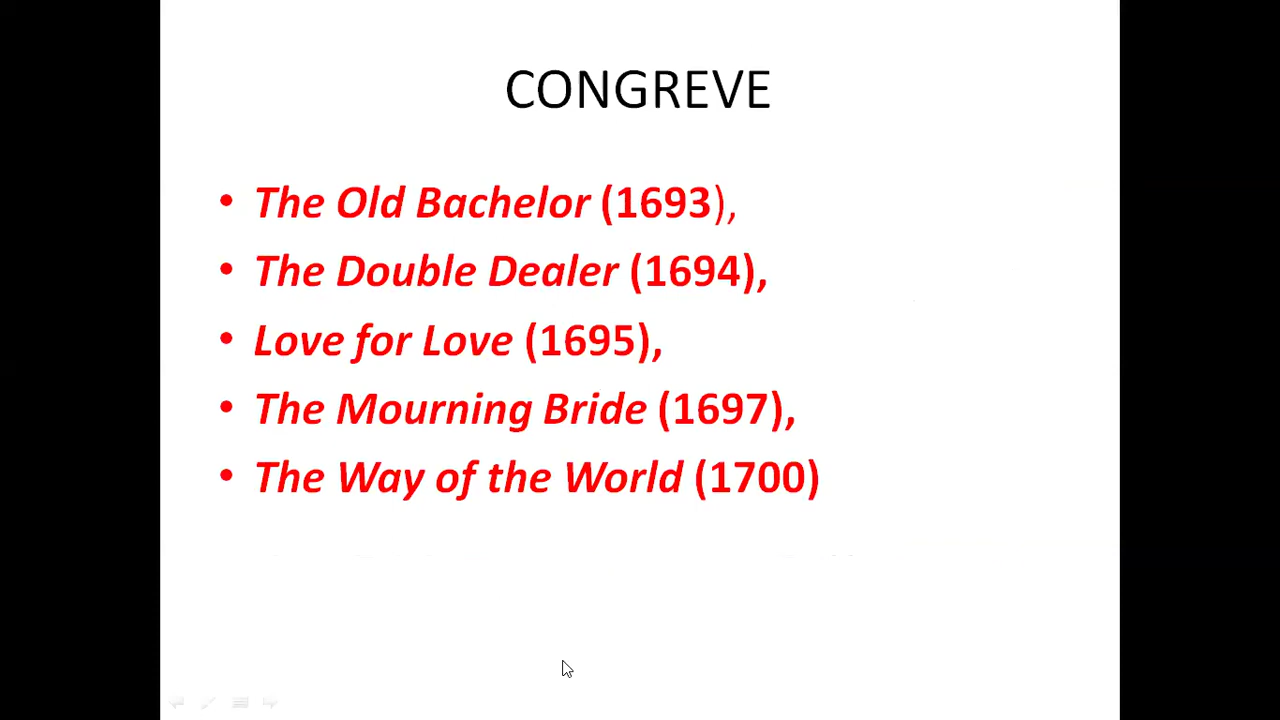 CONGREVE
• The Old Bachelor (1693),
• The Double Dealer (1694),
• Love for Love (1695),
• The Mourning Bride (1697),
• The Way of the World (1700)